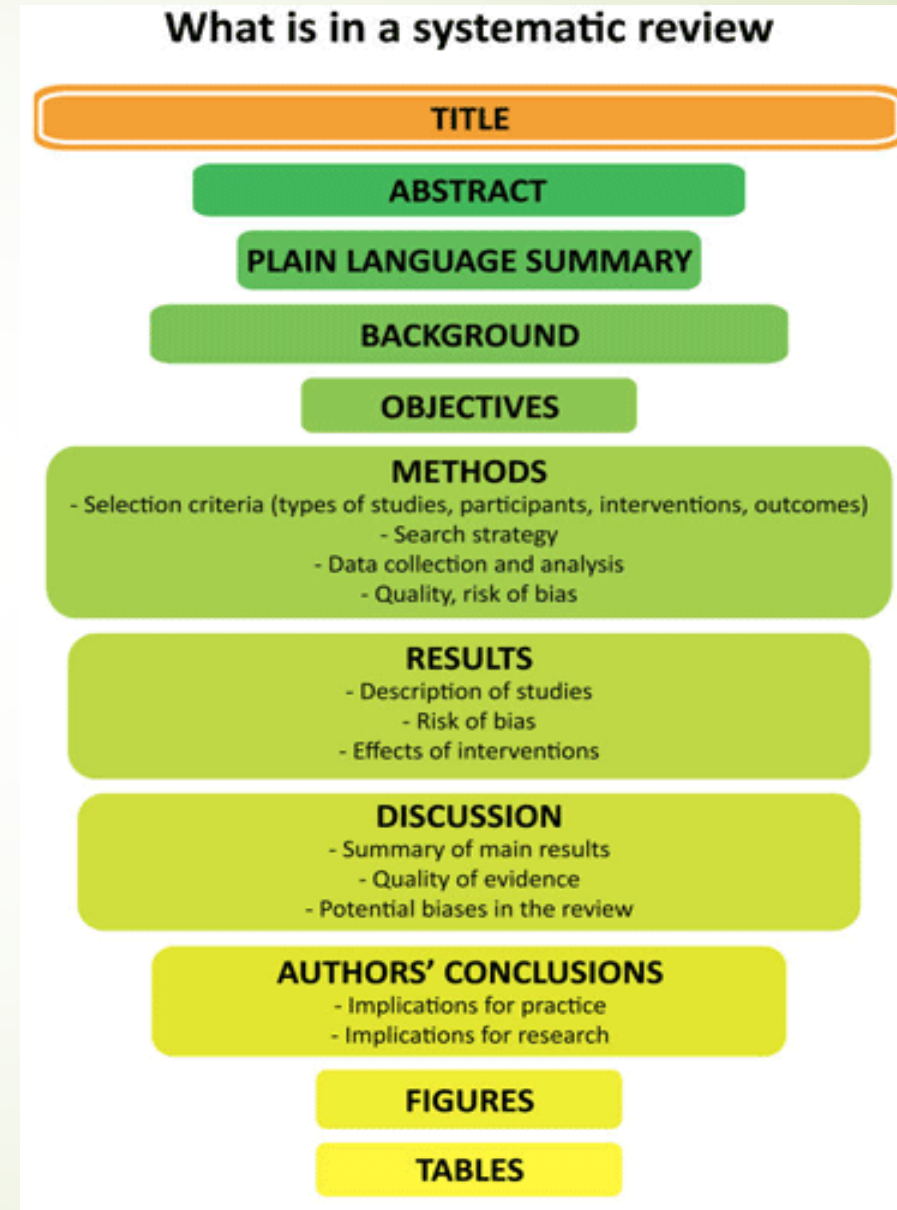 What is in a systematic review
TITLE
ABSTRACT
PLAIN LANGUAGE SUMMARY
BACKGROUND
OBJECTIVES
METHODS
- Selection criteria (types of studies, participants, interventions, outcomes)
- Search strategy
- Data collection and analysis
- Quality, risk of bias
RESULTS
- Description of studies
- Risk of bias
- Effects of interventions
DISCUSSION
- Summary of main results
- Quality of evidence
- Potential biases in the review
AUTHORS’ CONCLUSIONS
- Implications for practice
- Implications for research
FIGURES
TABLES